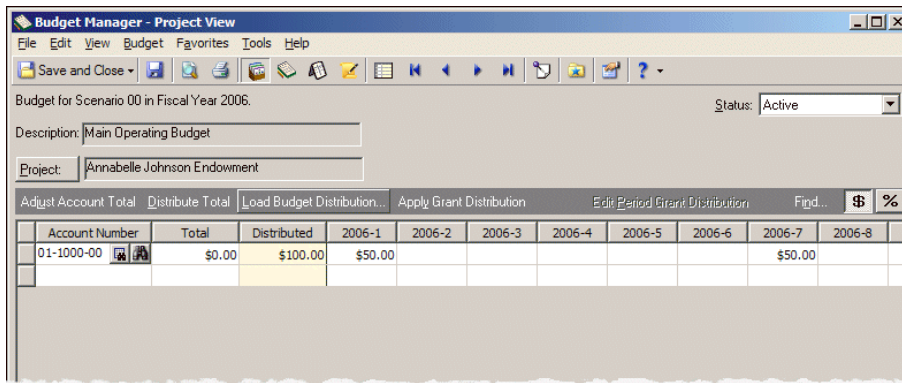 Budget Manager - Project View
File Edit View Budget Favorites Tools Help
Save and Close
Budget for Scenario 00 in Fiscal Year 2006.
Status: Active
Description: Main Operating Budget
Project: Annabelle Johnson Endowment
Adjust Account Total Distribute Total Load Budget Distribution... Apply Grant Distribution Edit Period Grant Distribution Find... $ %
Account Number Total Distributed 2006-1 2006-2 2006-3 2006-4 2006-5 2006-6 2006-7 2006-8
01-1000-00 $0.00 $100.00 $50.00 $50.00